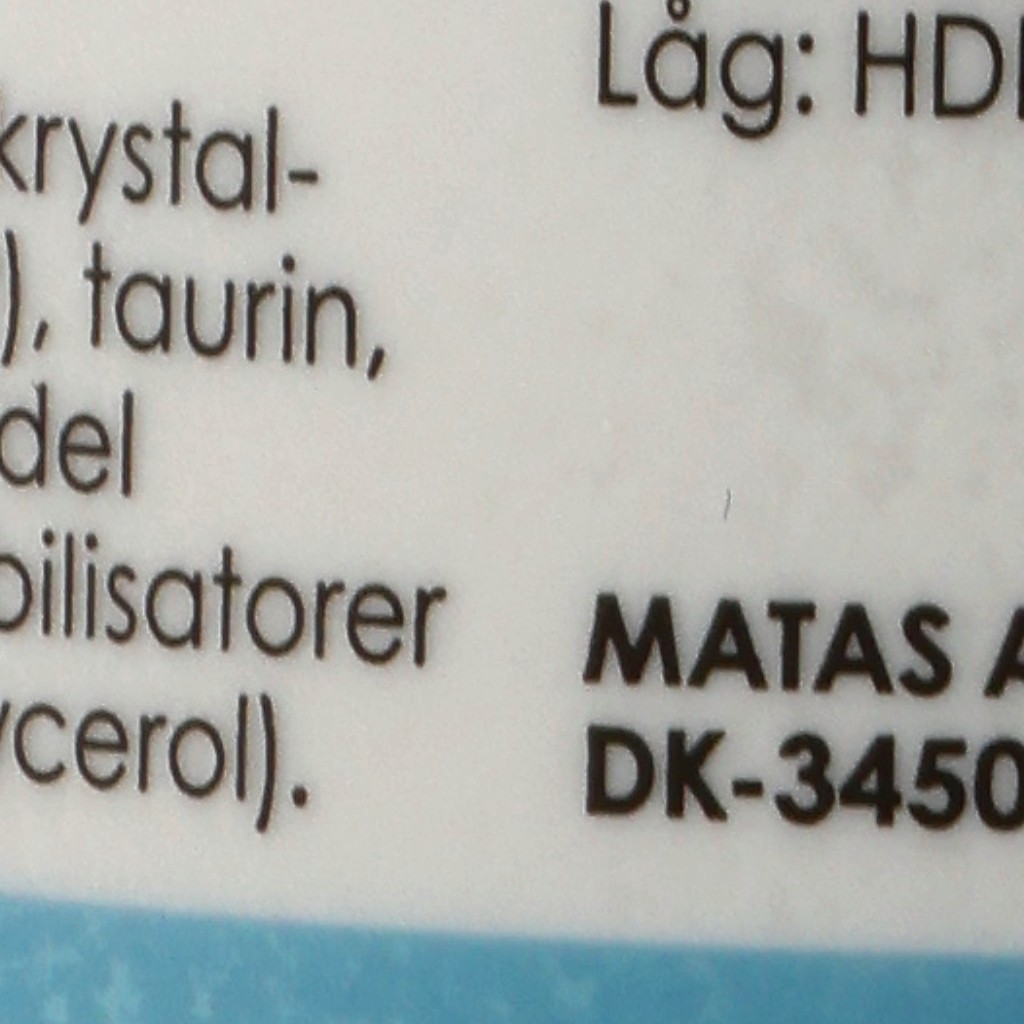 krystal-
), taurin,
del
bilisatorer
ycerol).
Låg: HD
MATAS A
DK-3450